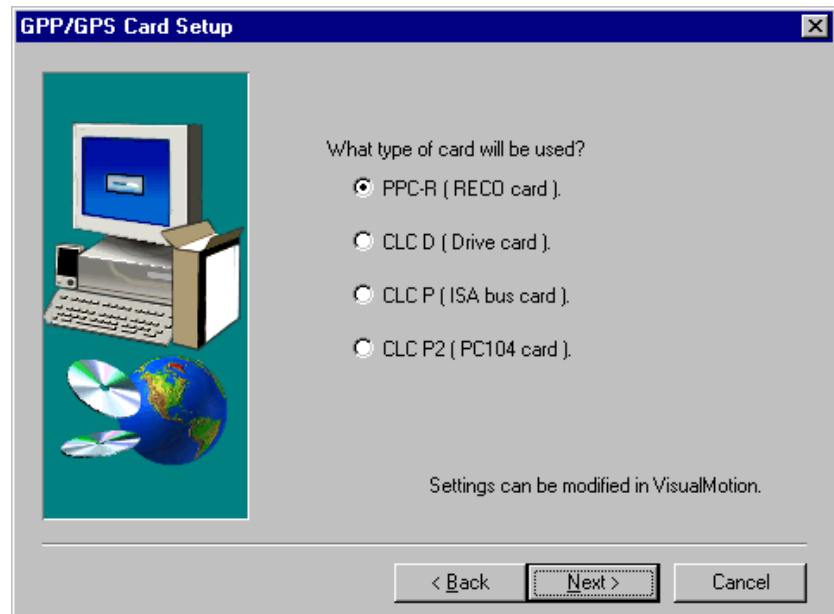 GPP/GPS Card Setup
What type of card will be used?
PPC-R ( RECO card ).
CLC D ( Drive card ).
CLC P ( ISA bus card ).
CLC P2 ( PC104 card ).
Settings can be modified in VisualMotion.
< Back Next > Cancel